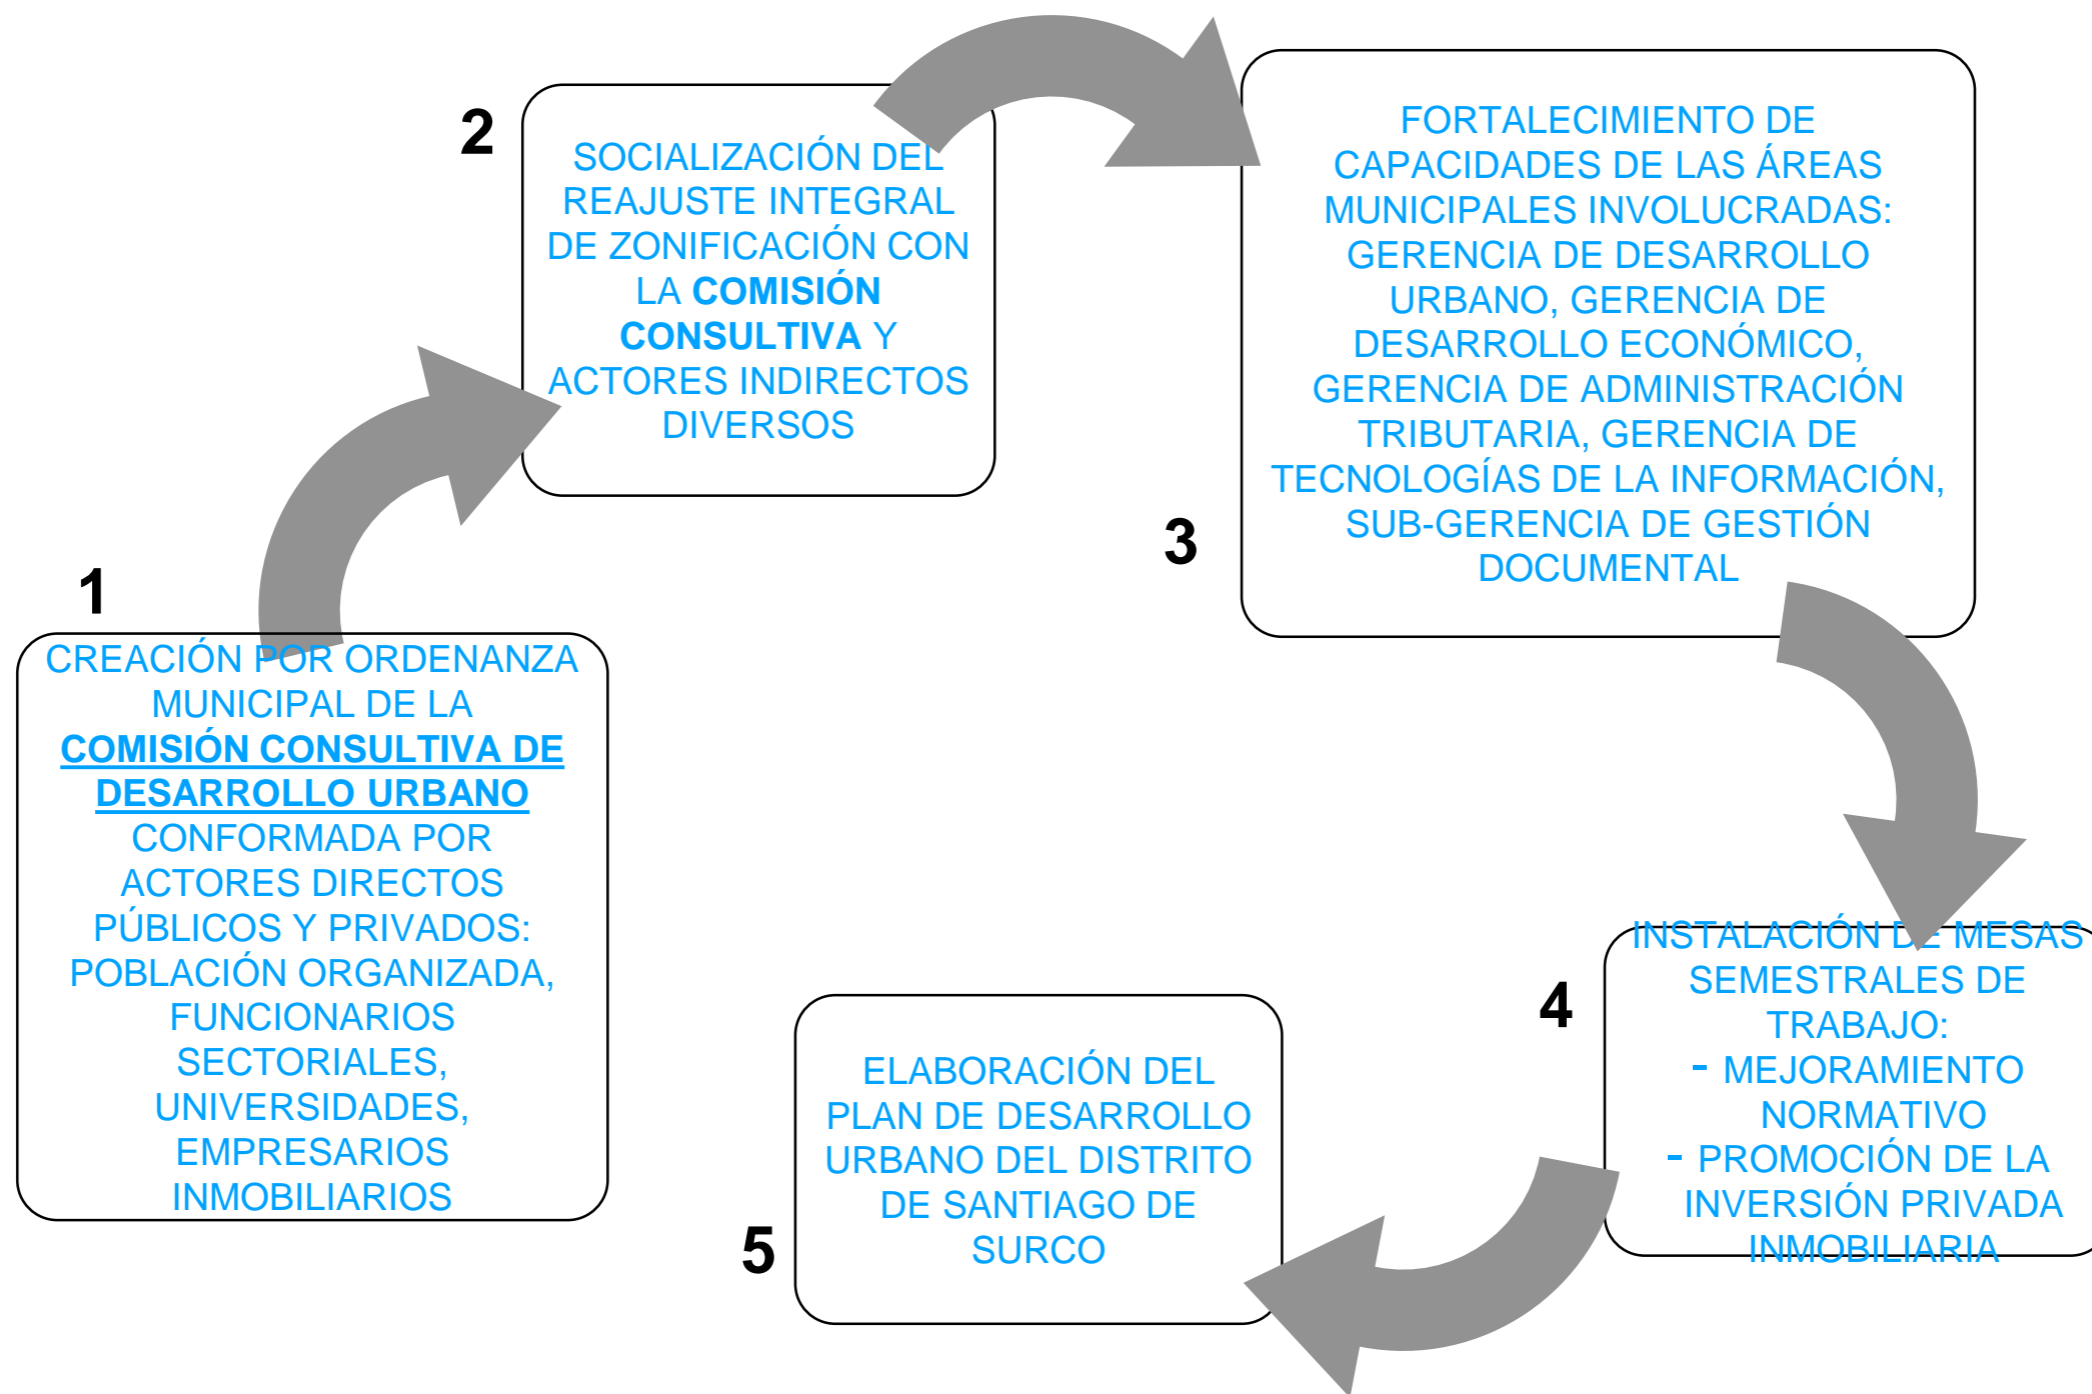 1
CREACIÓN POR ORDENANZA
MUNICIPAL DE LA
COMISIÓN CONSULTIVA DE
DESARROLLO URBANO
CONFORMADA POR
ACTORES DIRECTOS
PÚBLICOS Y PRIVADOS:
POBLACIÓN ORGANIZADA,
FUNCIONARIOS
SECTORIALES,
UNIVERSIDADES,
EMPRESARIOS
INMOBILIARIOS
2
SOCIALIZACIÓN DEL
REAJUSTE INTEGRAL
DE ZONIFICACIÓN CON
LA COMISIÓN
CONSULTIVA Y
ACTORES INDIRECTOS
DIVERSOS
3
FORTALECIMIENTO DE
CAPACIDADES DE LAS ÁREAS
MUNICIPALES INVOLUCRADAS:
GERENCIA DE DESARROLLO
URBANO, GERENCIA DE
DESARROLLO ECONÓMICO,
GERENCIA DE ADMINISTRACIÓN
TRIBUTARIA, GERENCIA DE
TECNOLOGÍAS DE LA INFORMACIÓN,
SUB-GERENCIA DE GESTIÓN
DOCUMENTAL
4
INSTALACIÓN DE MESAS
SEMESTRALES DE
TRABAJO:
- MEJORAMIENTO
NORMATIVO
- PROMOCIÓN DE LA
INVERSIÓN PRIVADA
INMOBILIARIA
5
ELABORACIÓN DEL
PLAN DE DESARROLLO
URBANO DEL DISTRITO
DE SANTIAGO DE
SURCO